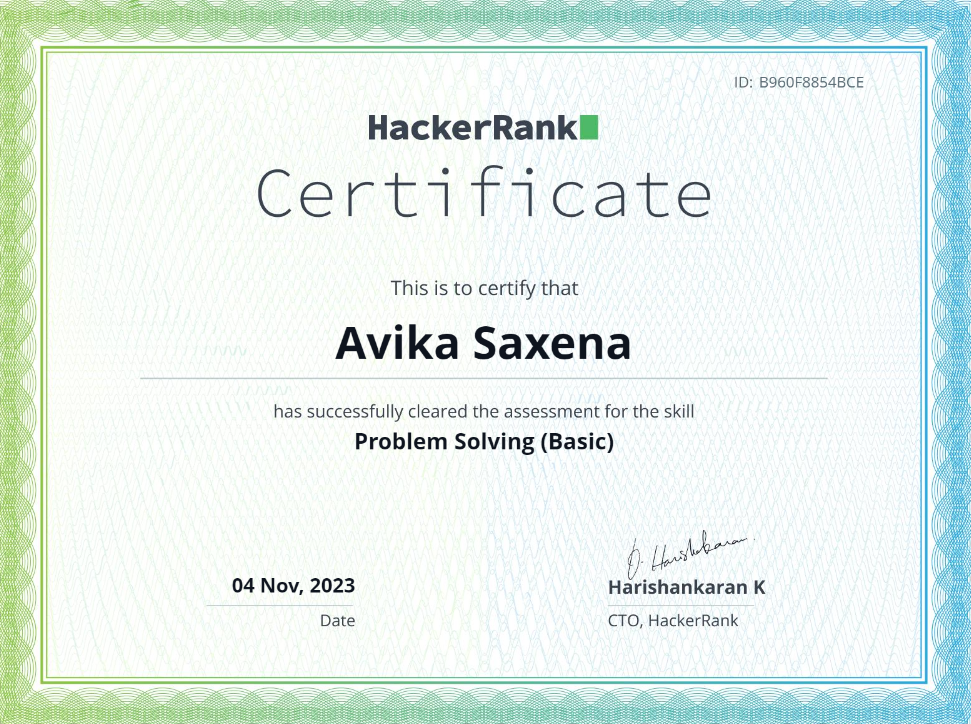 ID: B960F8854BCE
HackerRank
Certificate
This is to certify that
Avika Saxena
has successfully cleared the assessment for the skill
Problem Solving (Basic)
04 Nov, 2023
Date
Harishankaran K
CTO, HackerRank